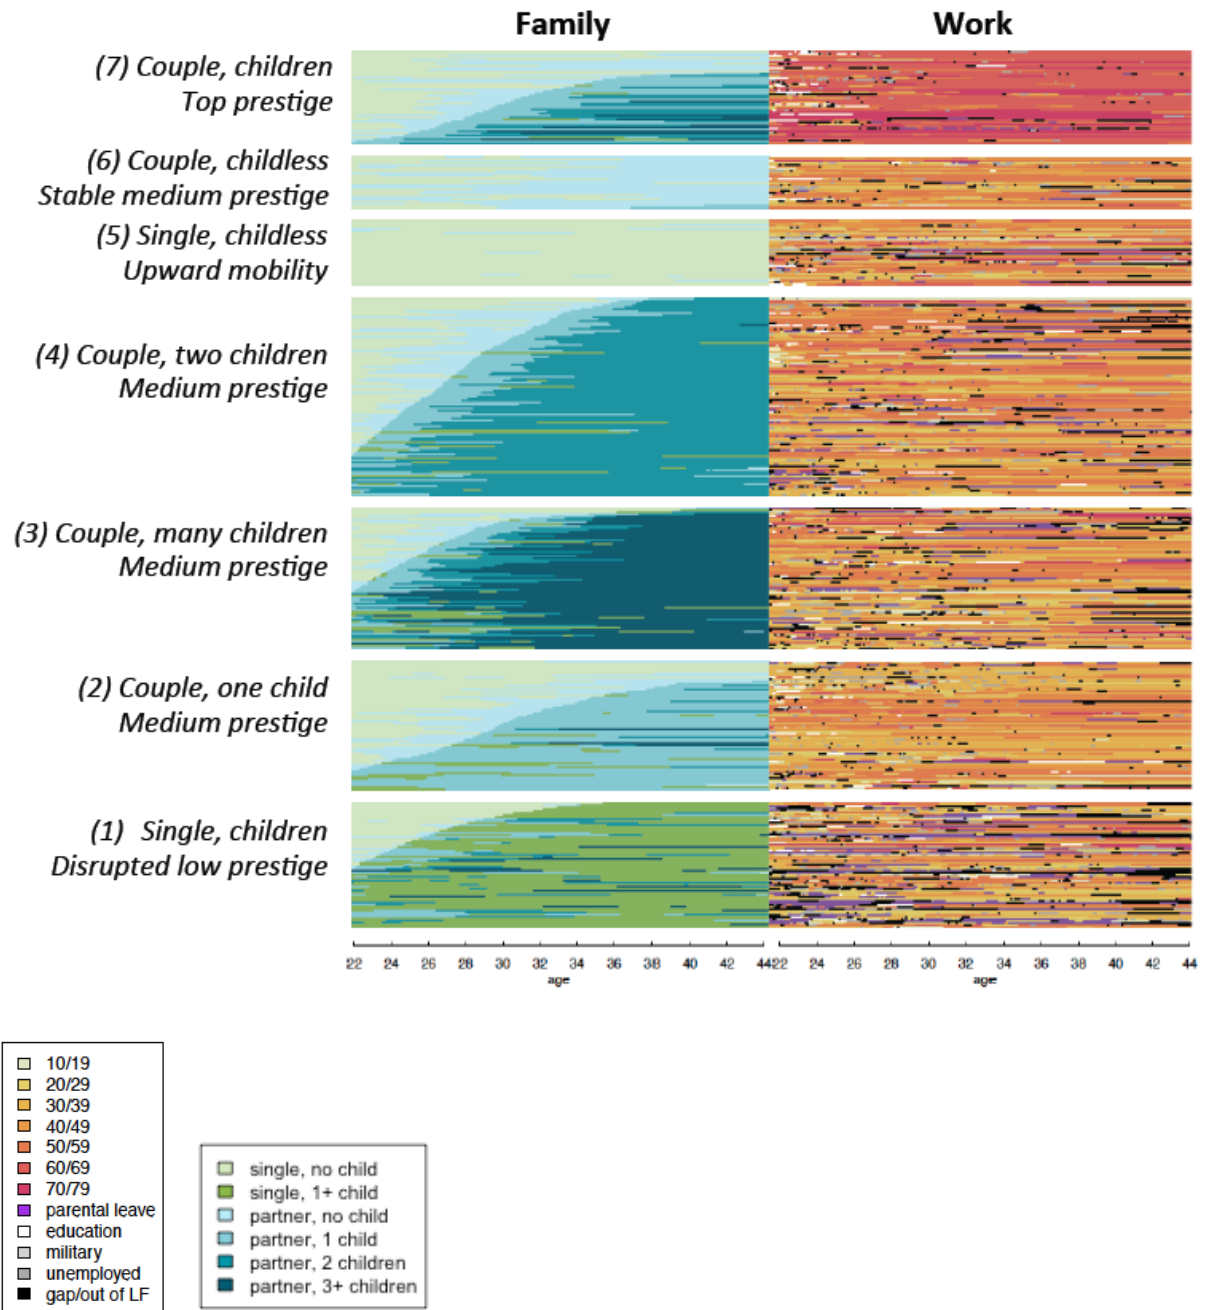 Family Work
(7) Couple, children
Top prestige
(6) Couple, childless
Stable medium prestige
(5) Single, childless
Upward mobility
(4) Couple, two children
Medium prestige
(3) Couple, many children
Medium prestige
(2) Couple, one child
Medium prestige
(1) Single, children
Disrupted low prestige
22 24 26 28 30 32 34 36 38 40 42 44 22 24 26 28 30 32 34 36 38 40 42 44
age age
10/19
20/29
30/39
40/49
50/59
60/69
70/79
parental leave
education
military
unemployed
gap/out of LF
single, no child
single, 1+ child
partner, no child
partner, 1 child
partner, 2 children
partner, 3+ children